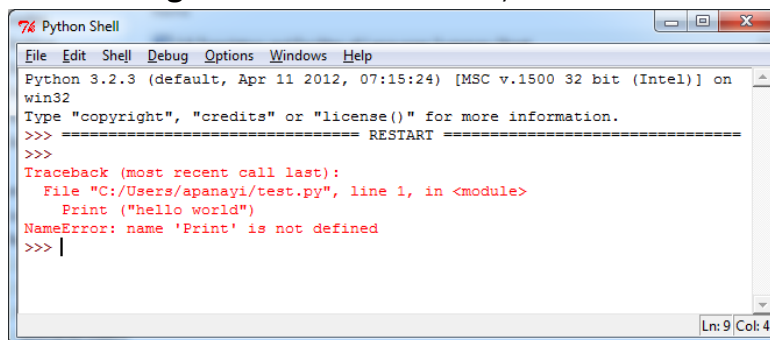 Python Shell
File Edit Shell Debug Options Windows Help
Python 3.2.3 (default, Apr 11 2012, 07:15:24) [MSC v.1500 32 bit (Intel)] on
win32
Type "copyright", "credits" or "license()" for more information.
>>> ================================ RESTART ================================
>>>
Traceback (most recent call last):
  File "C:/Users/apanayi/test.py", line 1, in <module>
    Print ("hello world")
NameError: name 'Print' is not defined
>>>
Ln: 9 Col: 4